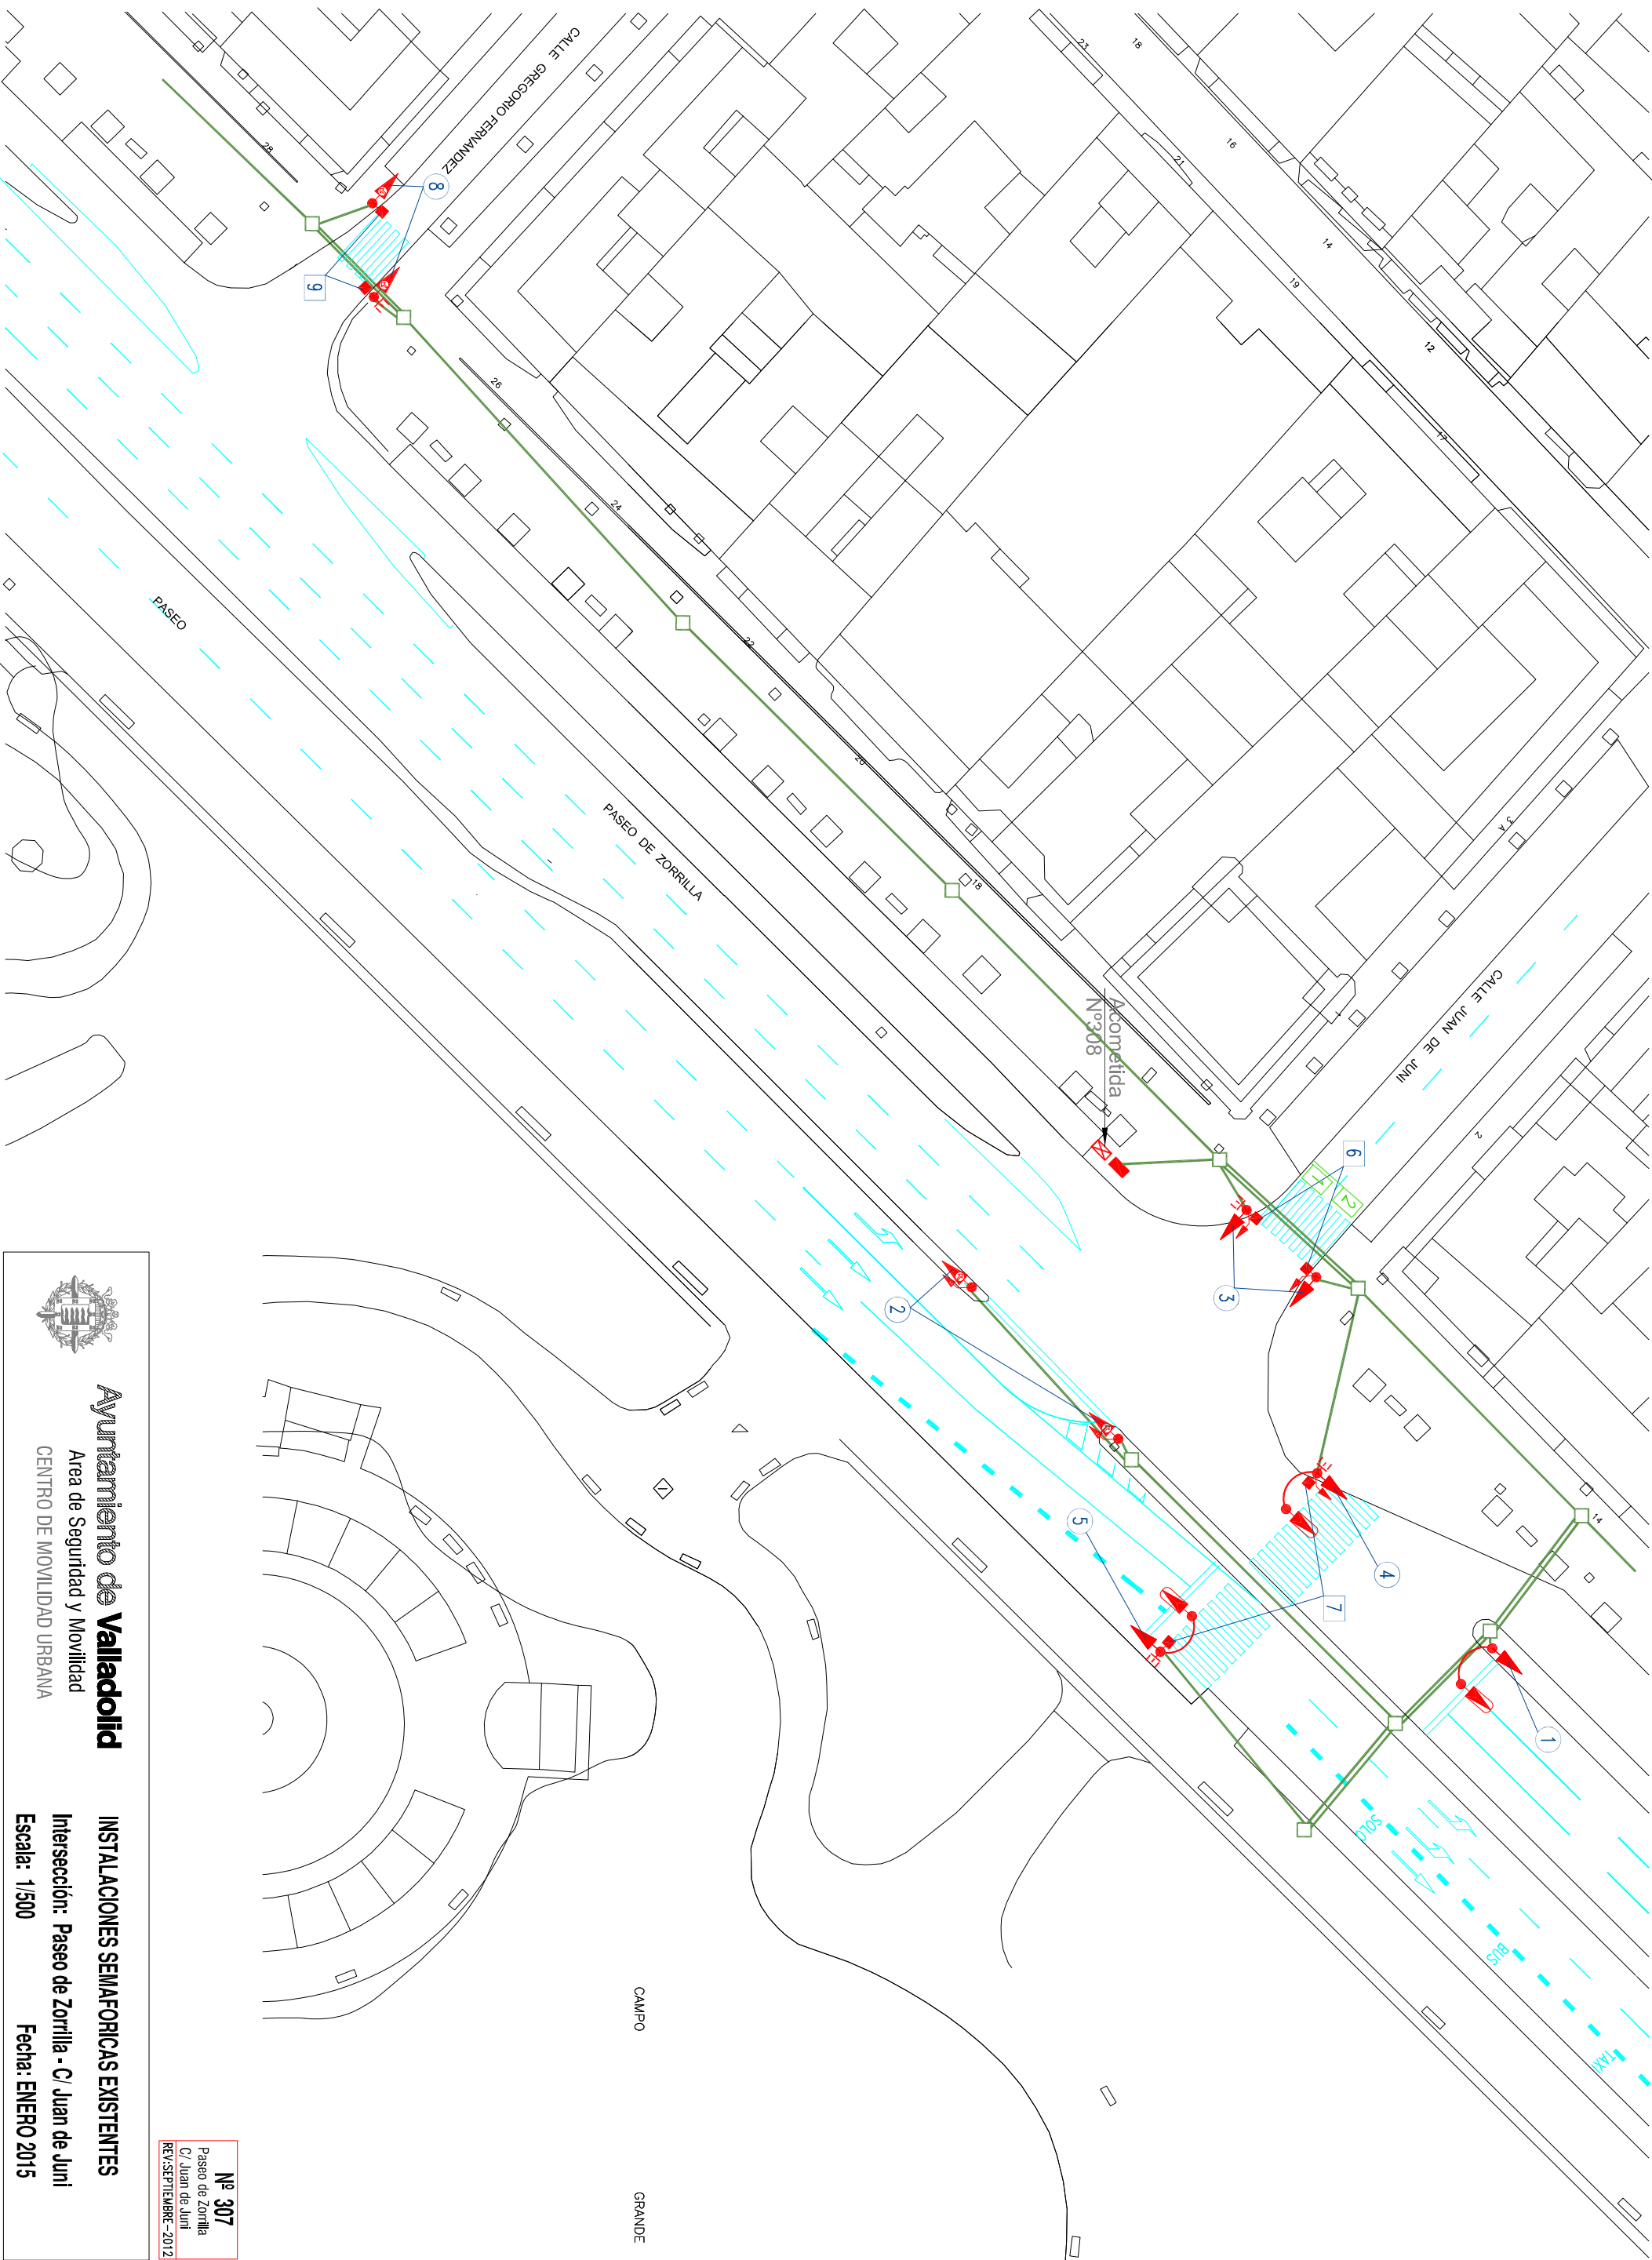 CALLE GREGORIO FERNANDEZ
23
18
16
21
14
19
12
17
28
8
9
26
24
22
20
18
3 A
PASEO
PASEO DE ZORRILLA
CALLE JUAN DE JUNI
2
Acometida
Nº308
6
1
2
3
2
14
4
5
7
1
SOLO
BUS
TAXI
CAMPO
GRANDE
Ayuntamiento de Valladolid
Area de Seguridad y Movilidad
CENTRO DE MOVILIDAD URBANA
INSTALACIONES SEMAFORICAS EXISTENTES
Intersección: Paseo de Zorrilla - C/ Juan de Juni
Escala: 1/500 Fecha: ENERO 2015
Nº 307
Paseo de Zorrilla
C/ Juan de Juni
REV:SEPTIEMBRE-2012